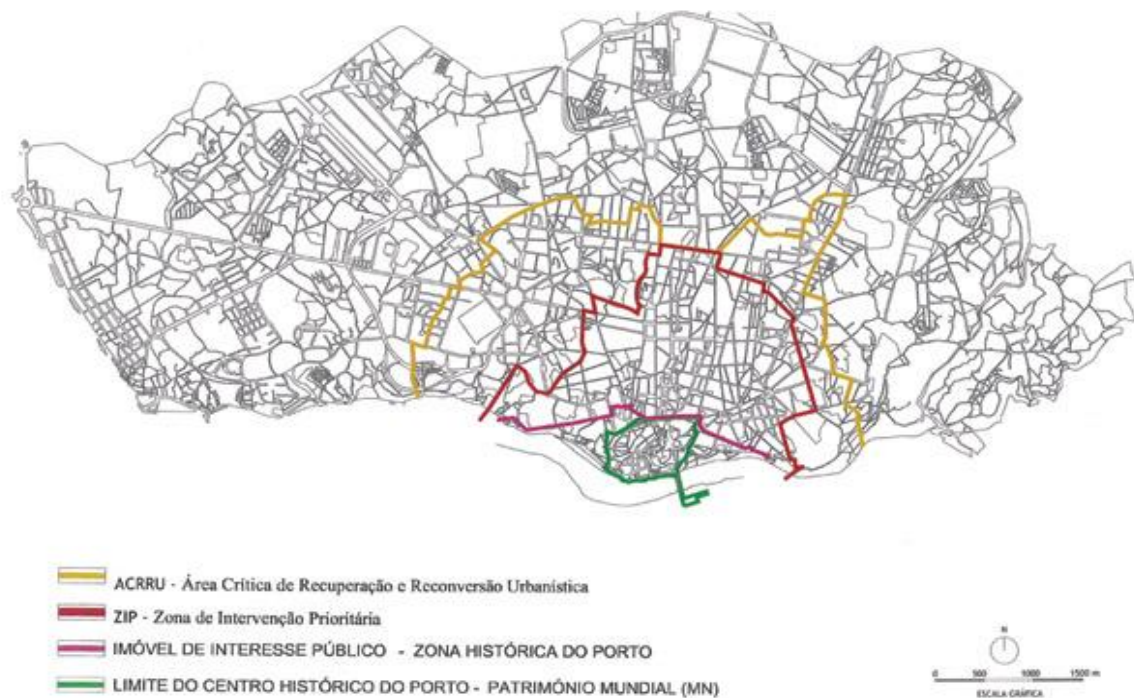 ACRRU - Área Crítica de Recuperação e Reconversão Urbanística
ZIP - Zona de Intervenção Prioritária
IMÓVEL DE INTERESSE PÚBLICO - ZONA HISTÓRICA DO PORTO
LIMITE DO CENTRO HISTÓRICO DO PORTO - PATRIMÓNIO MUNDIAL (MN)
N
0 500 1000 1500 m
ESCALA GRÁFICA